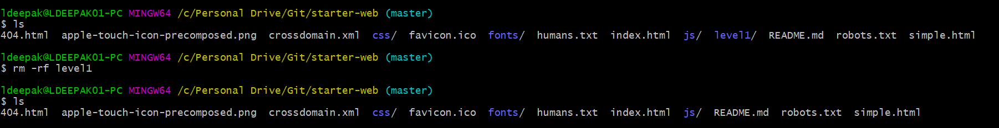 ldeepak@LDEEPAK01-PC MINGW64 /c/Personal Drive/Git/starter-web (master)
$ ls
404.html  apple-touch-icon-precomposed.png  crossdomain.xml  css/  favicon.ico  fonts/  humans.txt  index.html  js/  level1/  README.md  robots.txt  simple.html
ldeepak@LDEEPAK01-PC MINGW64 /c/Personal Drive/Git/starter-web (master)
$ rm -rf level1
ldeepak@LDEEPAK01-PC MINGW64 /c/Personal Drive/Git/starter-web (master)
$ ls
404.html  apple-touch-icon-precomposed.png  crossdomain.xml  css/  favicon.ico  fonts/  humans.txt  index.html  js/  README.md  robots.txt  simple.html